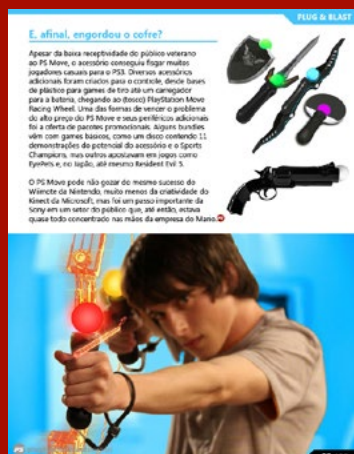 PLUG & BLAST
E, afinal, engordou o cofre?
Apesar da baixa receptividade do público veterano
ao PS Move, o acessório conseguiu fisgar muitos
jogadores casuais para o PS3. Diversos acessórios
adicionais foram criados para o controle, desde bases
de plástico para games de tiro até um carregador
para a bateria, chegando ao (tosco) PlayStation Move
Racing Wheel. Uma das formas de vencer o problema
do alto preço do PS Move e seus periféricos adicionais
foi a oferta de pacotes promocionais. Alguns bundles
vêm com games básicos, como um disco contendo 11
demonstrações do potencial do acessório e o Sports
Champions, mas outros apostavam em jogos como
EyePets e, no Japão, até mesmo Resident Evil 5.
O PS Move pode não gozar do mesmo sucesso do
Wiimote da Nintendo, muito menos da criatividade do
Kinect da Microsoft, mas foi um passo importante da
Sony em um setor do público que, até então, estava
quase todo concentrado nas mãos da empresa do Mario.